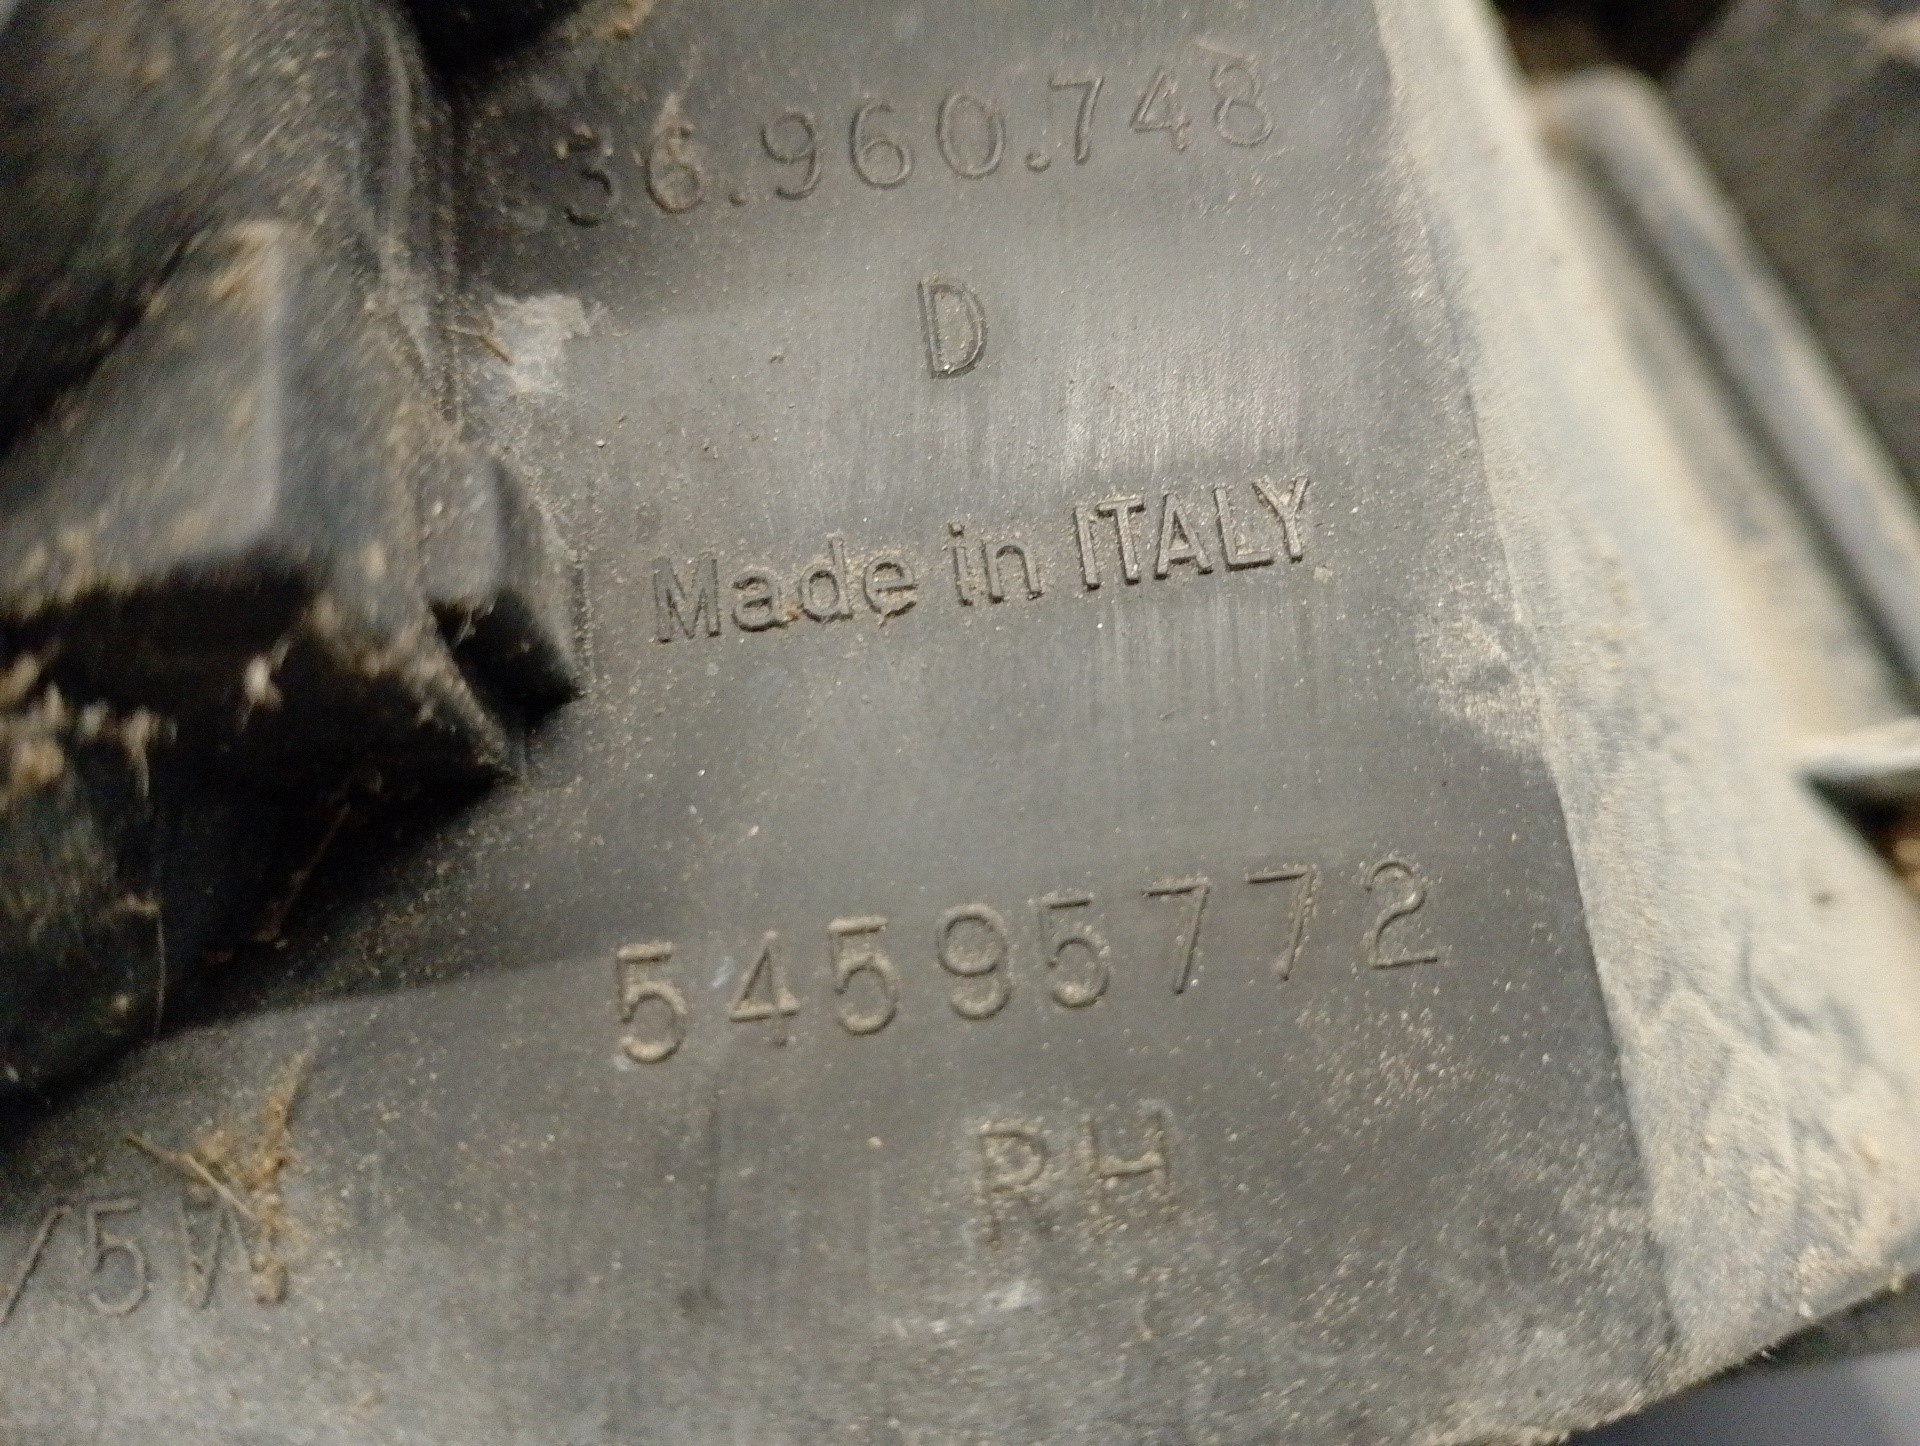 36.960.748
D
Made in ITALY
54595772
RH
/5W